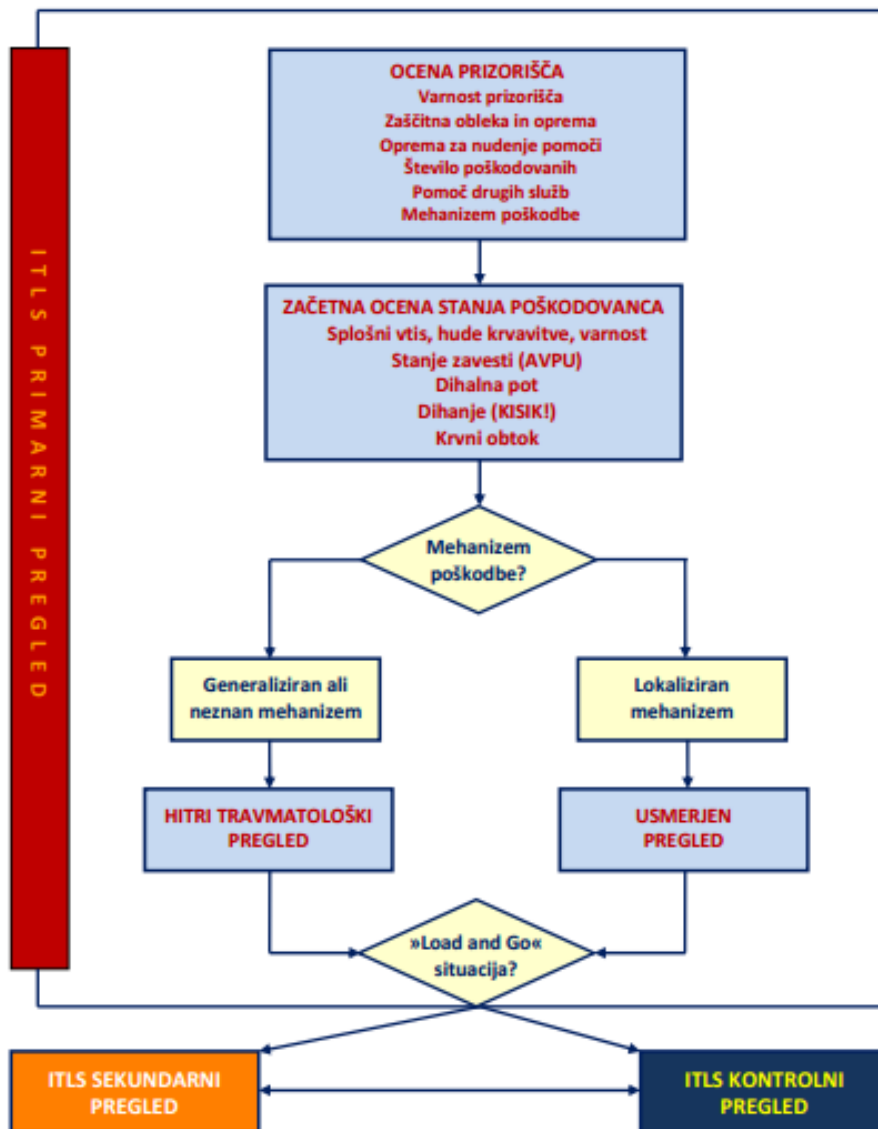 ITLS PRIMARNI PREGLED
OCENA PRIZORIŠČA
Varnost prizorišča
Zaščitna obleka in oprema
Oprema za nudenje pomoči
Število poškodovanih
Pomoč drugih služb
Mehanizem poškodbe
ZAČETNA OCENA STANJA POŠKODOVANCA
Splošni vtis, hude krvavitve, varnost
Stanje zavesti (AVPU)
Dihalna pot
Dihanje (KISIK!)
Krvni obtok
Mehanizem
poškodbe?
Generaliziran ali
neznan mehanizem
Lokaliziran
mehanizem
HITRI TRAVMATOLOŠKI
PREGLED
USMERJEN
PREGLED
»Load and Go«
situacija?
ITLS SEKUNDARNI
PREGLED
ITLS KONTROLNI
PREGLED